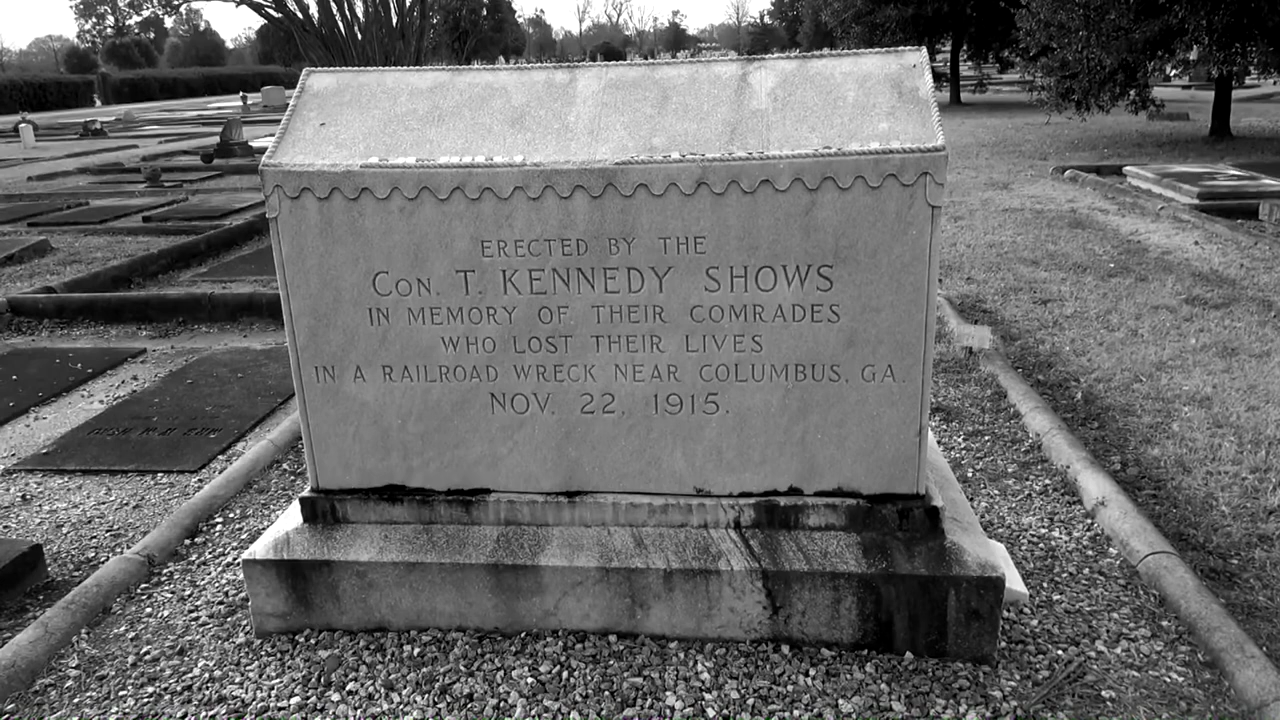 ERECTED BY THE
CON. T. KENNEDY SHOWS
IN MEMORY OF THEIR COMRADES
WHO LOST THEIR LIVES
IN A RAILROAD WRECK NEAR COLUMBUS, GA.
NOV. 22, 1915.